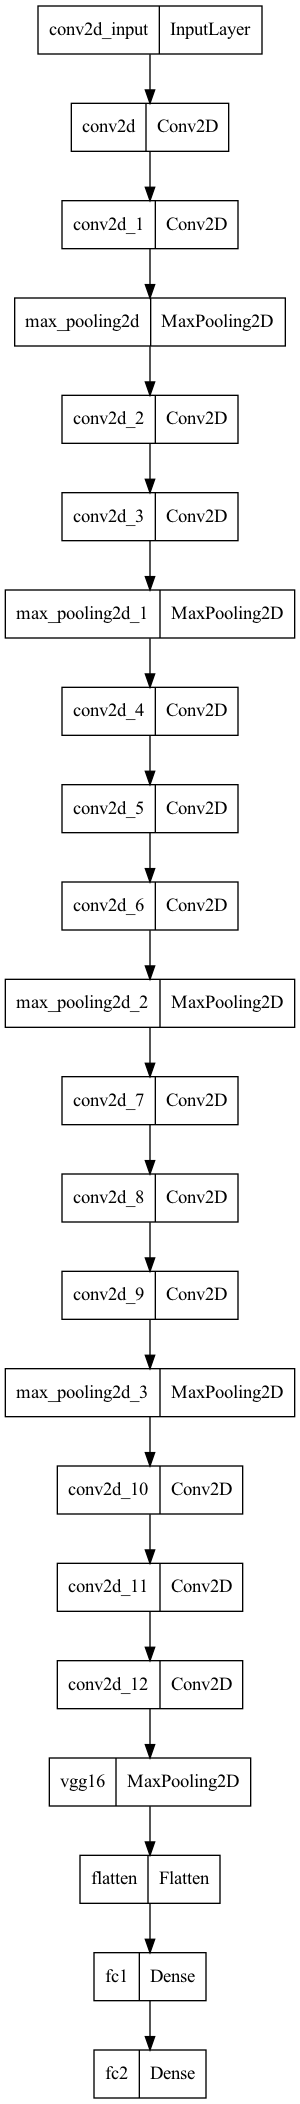 conv2d_input InputLayer
conv2d Conv2D
conv2d_1 Conv2D
max_pooling2d MaxPooling2D
conv2d_2 Conv2D
conv2d_3 Conv2D
max_pooling2d_1 MaxPooling2D
conv2d_4 Conv2D
conv2d_5 Conv2D
conv2d_6 Conv2D
max_pooling2d_2 MaxPooling2D
conv2d_7 Conv2D
conv2d_8 Conv2D
conv2d_9 Conv2D
max_pooling2d_3 MaxPooling2D
conv2d_10 Conv2D
conv2d_11 Conv2D
conv2d_12 Conv2D
vgg16 MaxPooling2D
flatten Flatten
fc1 Dense
fc2 Dense